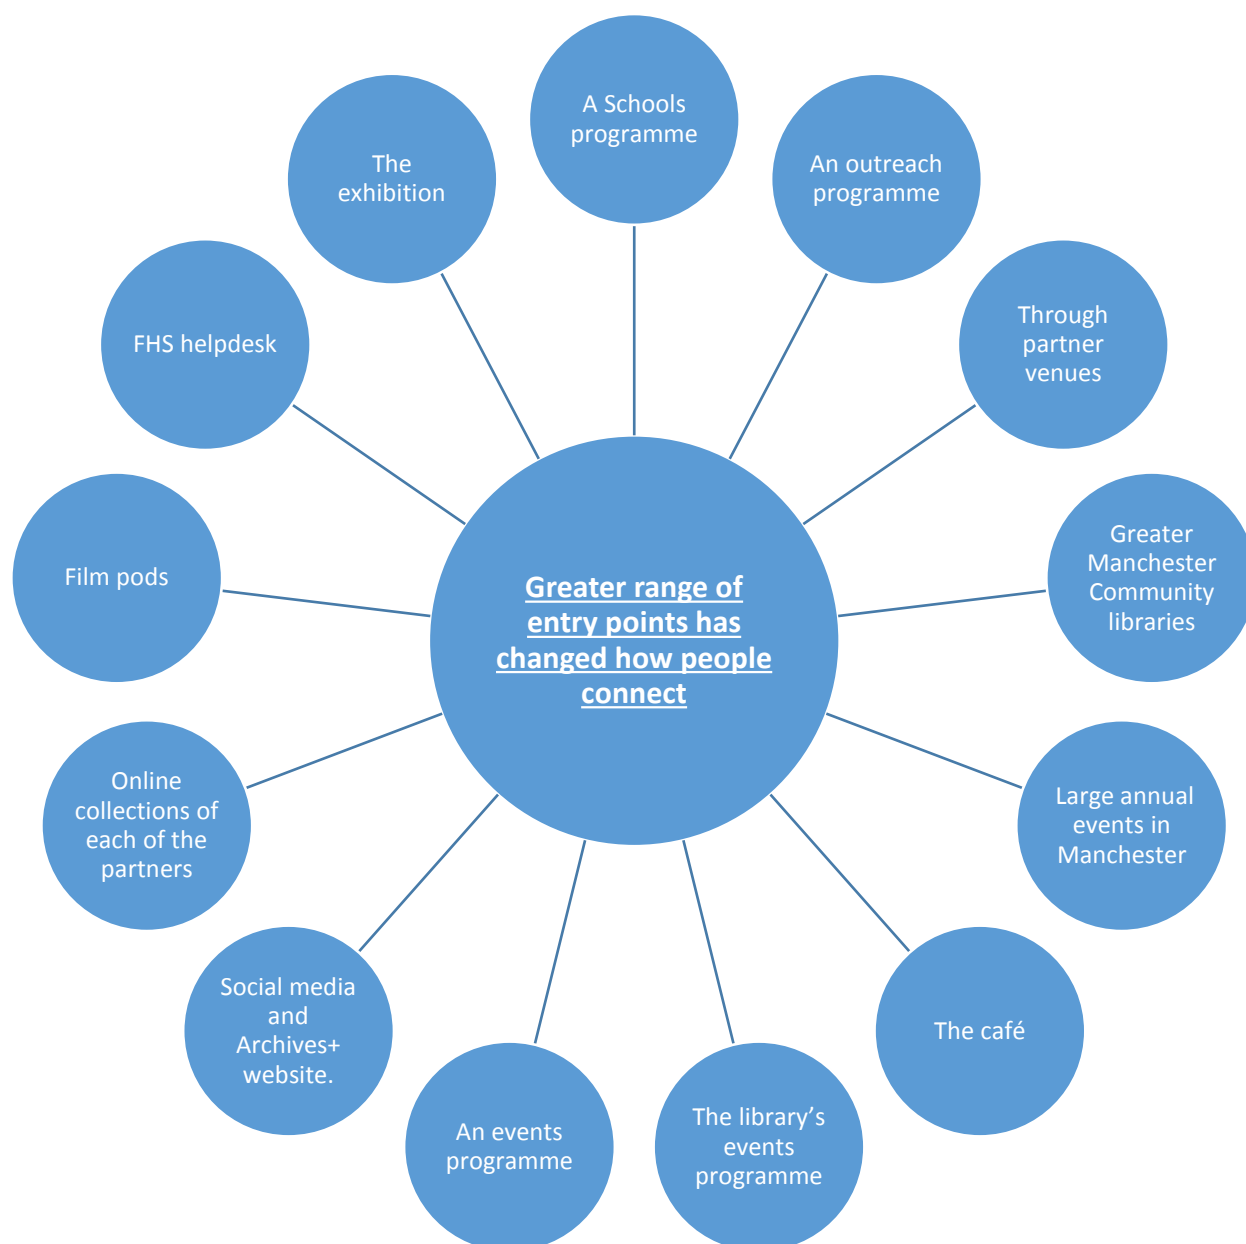 A Schools
programme
The
exhibition
An outreach
programme
FHS helpdesk
Through
partner
venues
Film pods
Greater
Manchester
Community
libraries
Greater range of
entry points has
changed how people
connect
Online
collections of
each of the
partners
Large annual
events in
Manchester
Social media
and
Archives+
website.
The café
An events
programme
The library’s
events
programme